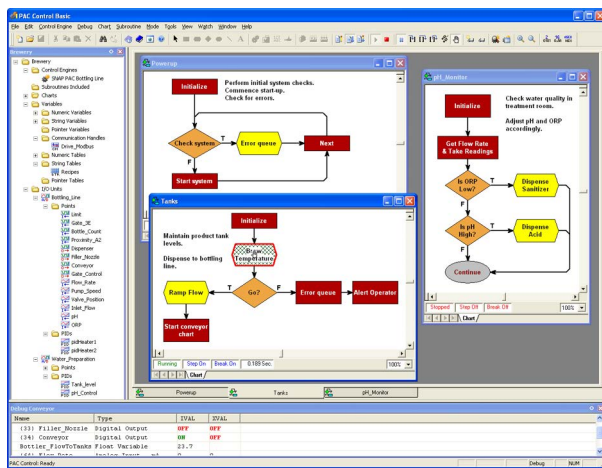 PAC Control Basic
File Edit Control Engine Debug Chart Subroutine Mode Tools View Watch Window Help
Brewery
Brewery
Control Engines
SNAP PAC Bottling Line
Subroutines Included
Charts
Variables
Numeric Variables
String Variables
Pointer Variables
Communication Handles
Drive_Modbus
Numeric Tables
String Tables
Recipes
Pointer Tables
I/O Units
Bottling_Line
Points
Limit
Gate_3E
Bottle_Count
Proximity_A2
Dispenser
Filler_Nozzle
Conveyor
Gate_Control
Flow_Rate
Pump_Speed
Valve_Position
Inlet_Flow
pH
ORP
PIDs
pidHeater1
pidHeater2
Water_Preparation
Points
PIDs
Tank_level
pH_Control
Powerup
Initialize
Perform initial system checks.
Commence start-up.
Check for errors.
Check system
T
Error queue
Next
F
Start system
Tanks
Initialize
Maintain product tank
levels.
Dispense to bottling
line.
Brew
Temperature
Ramp Flow
T
Go?
F
Error queue
Alert Operator
Start conveyor
chart
Running
Step On
Break On
0.189 Sec.
100%
Chart
pH_Monitor
Initialize
Check water quality in
treatment room.
Adjust pH and ORP
accordingly.
Get Flow Rate
& Take Readings
Is ORP
Low?
T
Dispense
Sanitizer
F
Is pH
High?
T
Dispense
Acid
F
Continue
Stopped
Step Off
Break Off
100%
Chart
Powerup
Tanks
pH_Monitor
Debug Conveyor
Name Type IVAL XVAL
(33) Filler_Nozzle Digital Output OFF OFF
(34) Conveyor Digital Output ON OFF
Bottler_FlowToTanks Float Variable 23.7
PAC Control: Ready
Debug
NUM